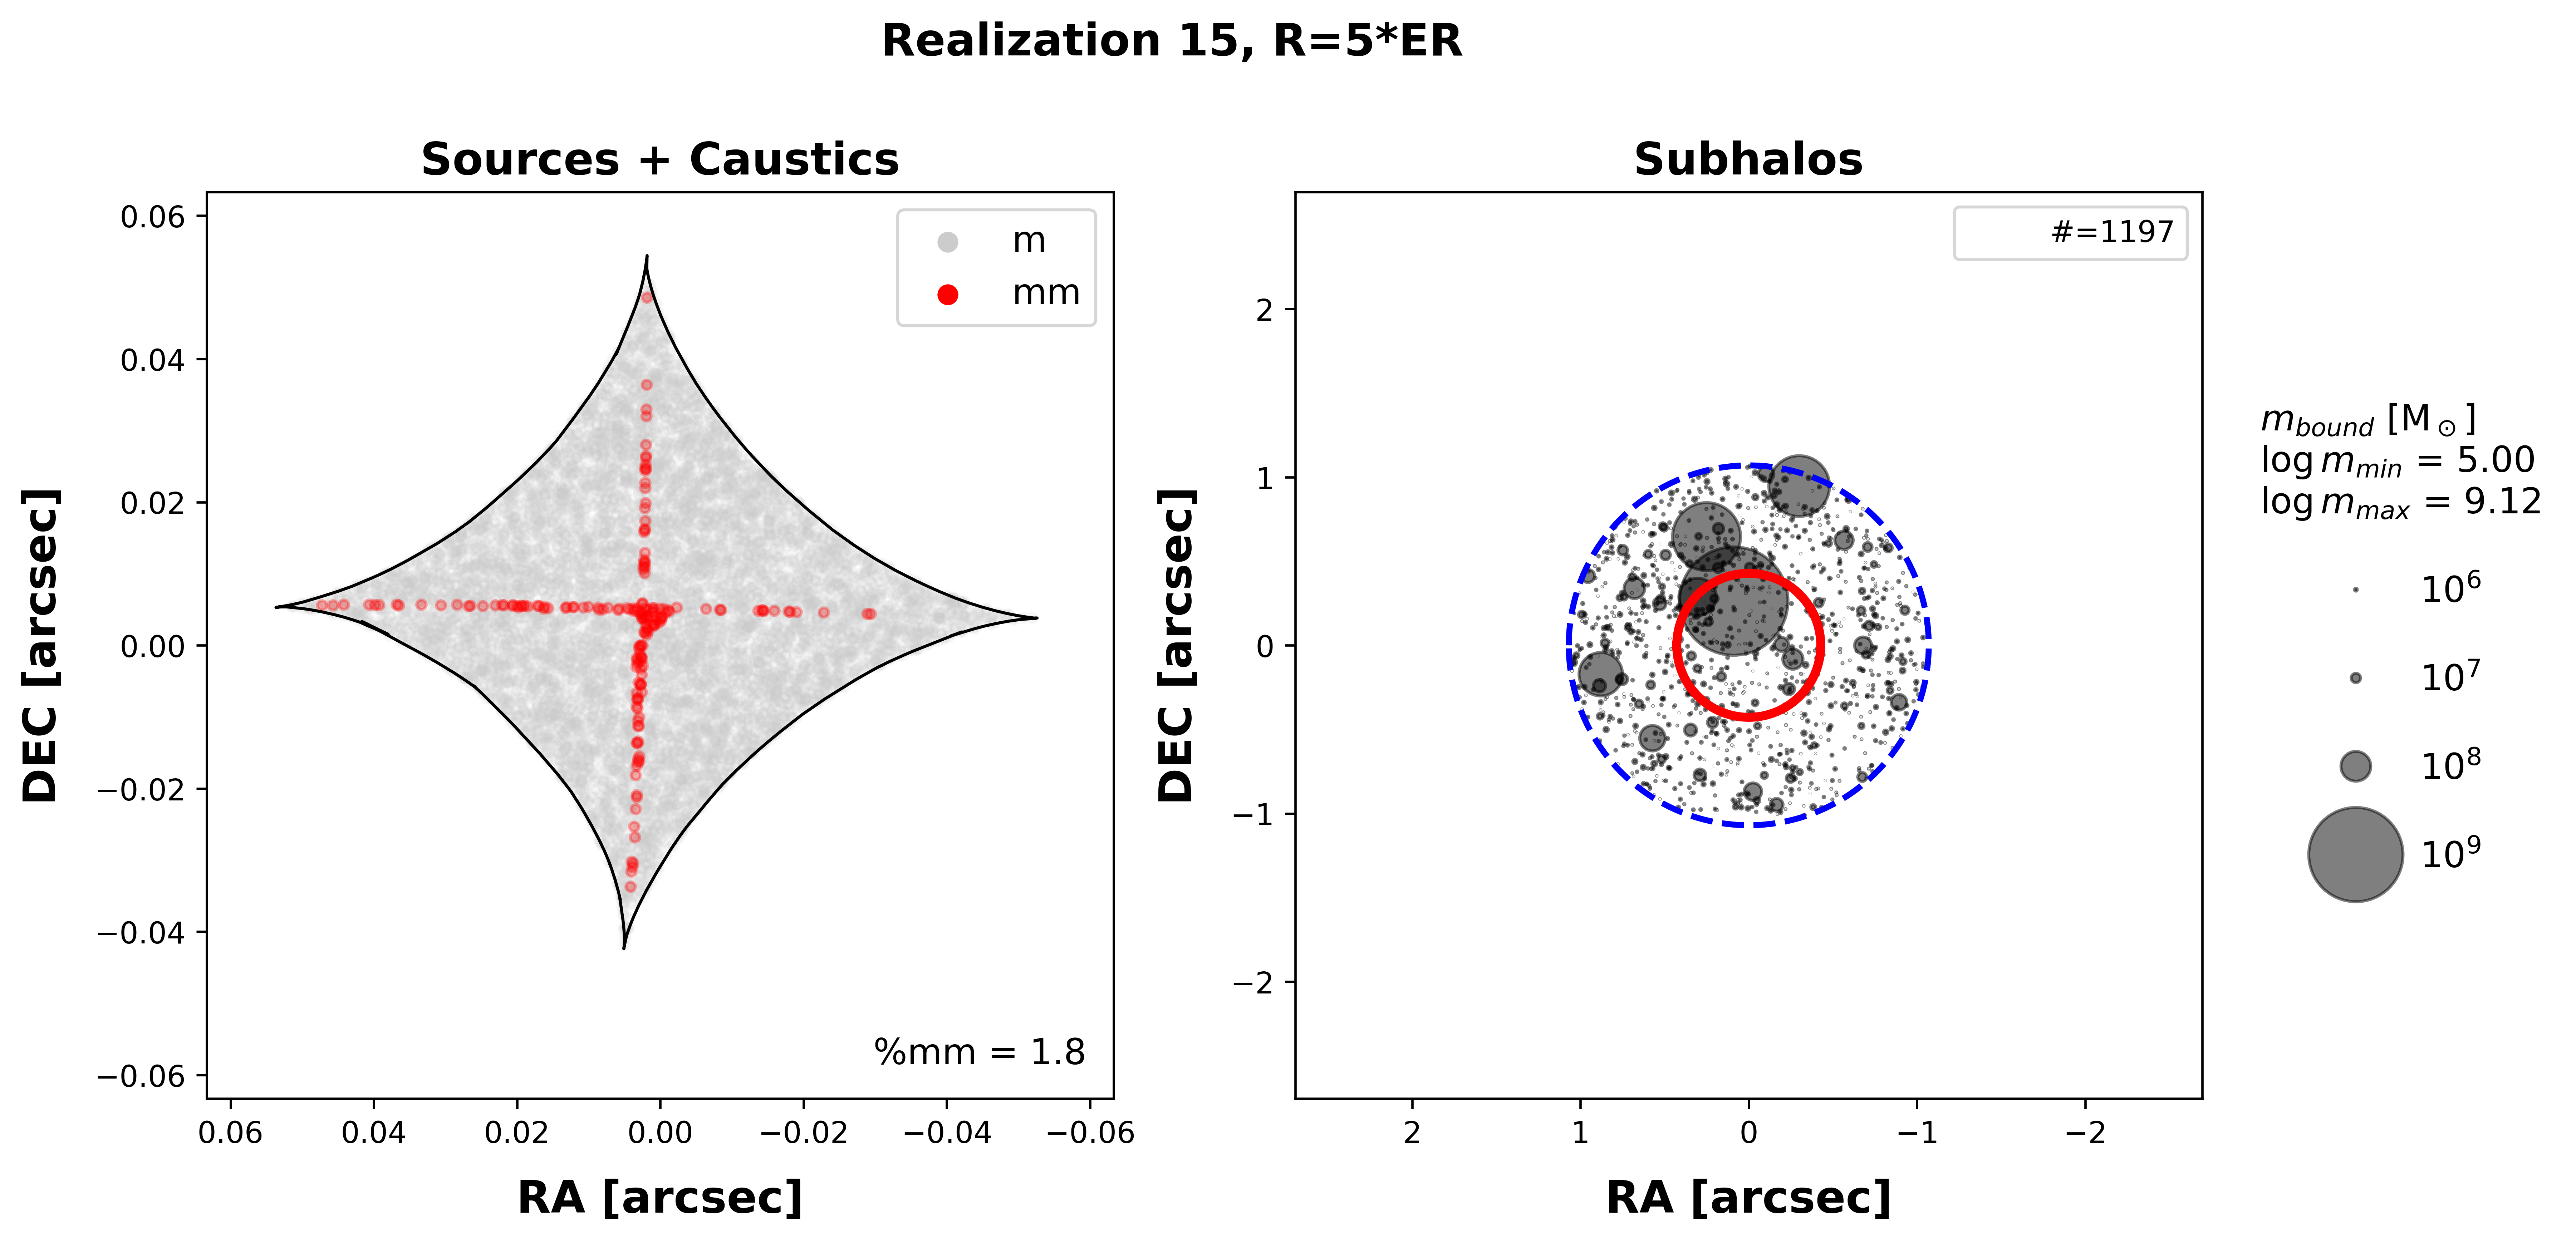 Realization 15, R=5*ER
Sources + Caustics
m
mm
%mm = 1.8
DEC [arcsec]
0.06
0.04
0.02
0.00
−0.02
−0.04
−0.06
0.06 0.04 0.02 0.00 −0.02 −0.04 −0.06
RA [arcsec]
Subhalos
#=1197
DEC [arcsec]
2
1
0
−1
−2
2 1 0 −1 −2
RA [arcsec]
m_bound [M_⊙]
log m_min = 5.00
log m_max = 9.12
10^6
10^7
10^8
10^9